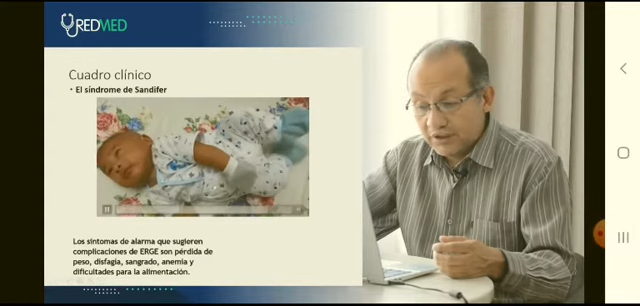 REDMED
Cuadro clínico
• El síndrome de Sandifer
Los síntomas de alarma que sugieren
complicaciones de ERGE son pérdida de
peso, disfagia, sangrado, anemia y
dificultades para la alimentación.